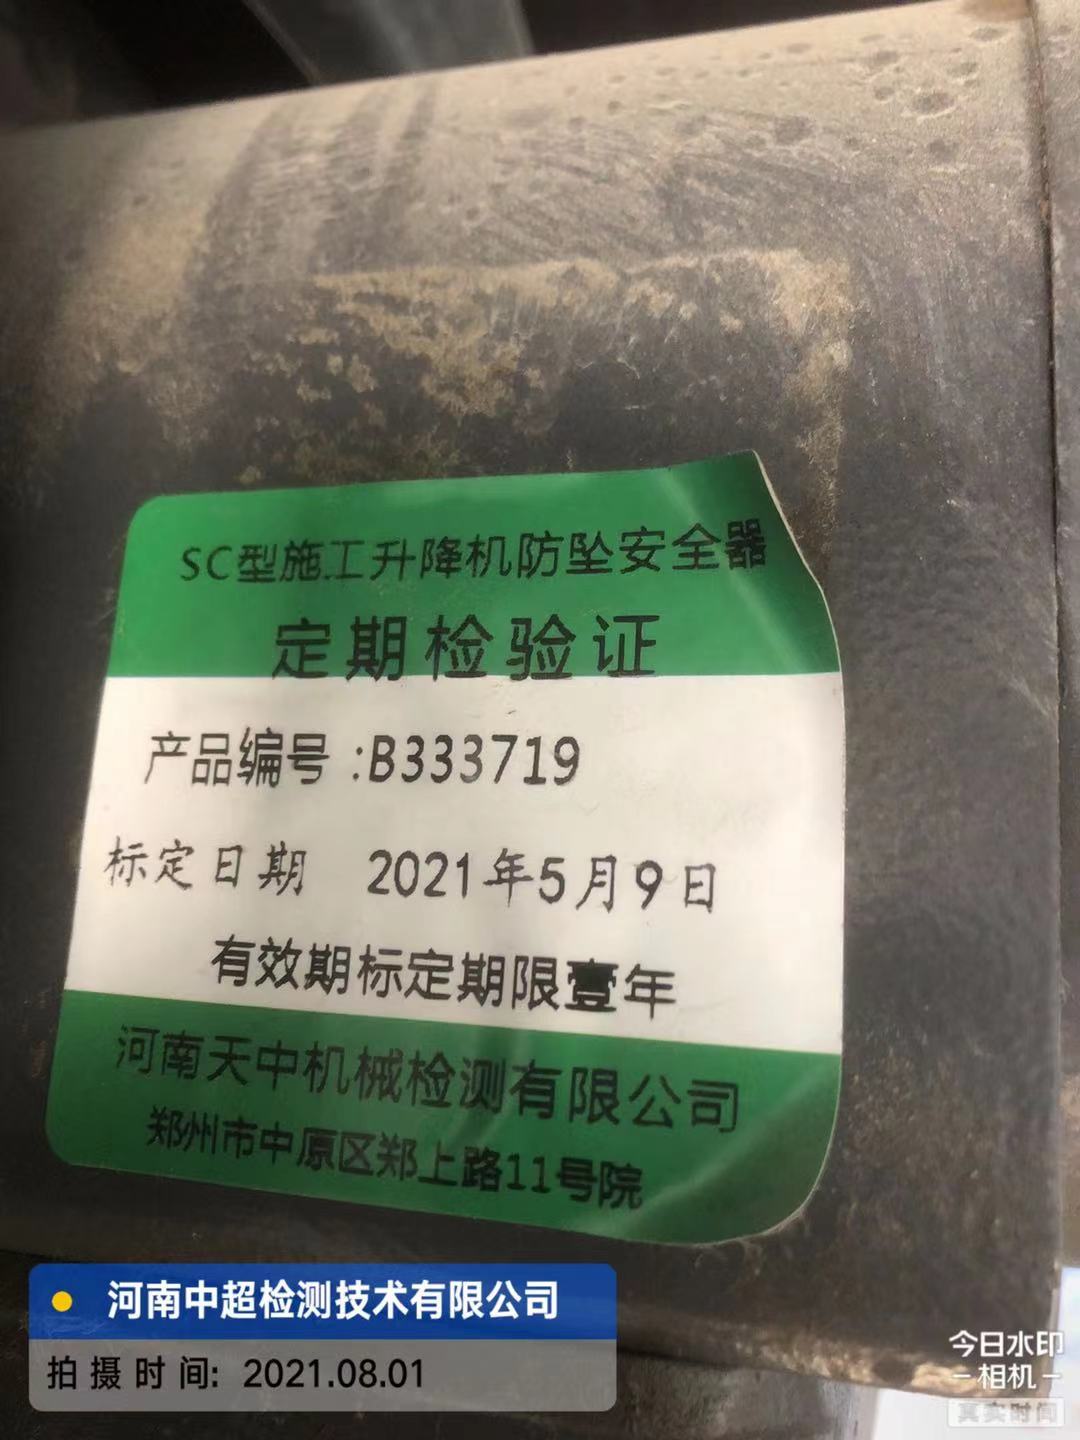 SC型施工升降机防坠安全器
定期检验证
产品编号:B333719
标定日期 2021年5月9日
有效期标定期限壹年
河南天中机械检测有限公司
郑州市中原区郑上路11号院
河南中超检测技术有限公司
拍摄时间: 2021.08.01
今日水印
-相机-
真实时间